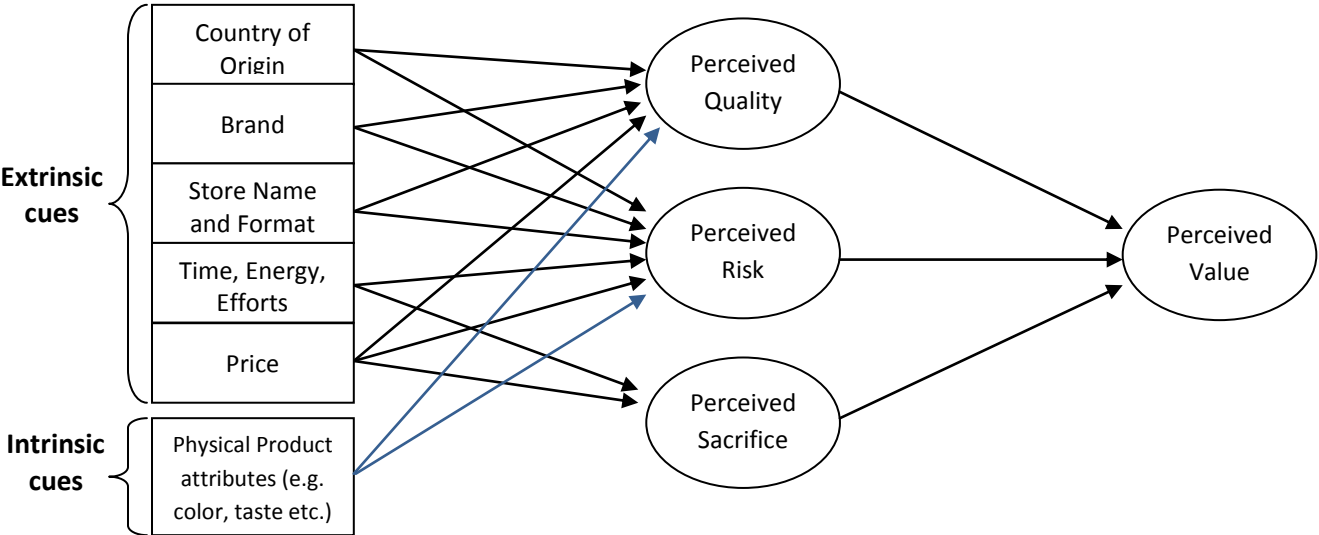 Extrinsic
cues
Country of
Origin
Brand
Store Name
and Format
Time, Energy,
Efforts
Price
Intrinsic
cues
Physical Product
attributes (e.g.
color, taste etc.)
Perceived
Quality
Perceived
Risk
Perceived
Sacrifice
Perceived
Value